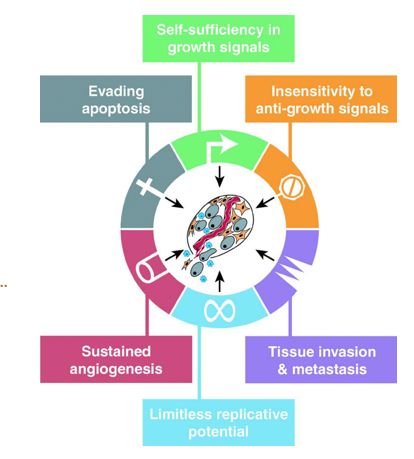 Self-sufficiency in
growth signals
Evading
apoptosis
Insensitivity to
anti-growth signals
Sustained
angiogenesis
Tissue invasion
& metastasis
Limitless replicative
potential